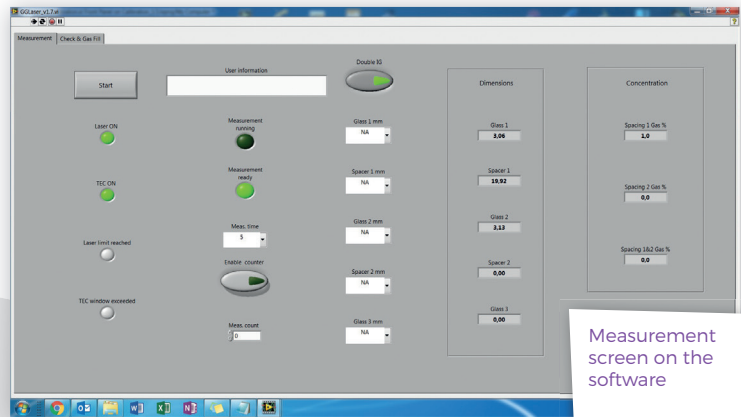 GGLaser_v1.7.vi
Measurement
Check & Gas Fill
Start
User information
Double IG
Laser ON
Measurement
running
Glass 1 mm
NA
TEC ON
Measurement
ready
Spacer 1 mm
NA
Laser limit reached
Meas. time
5
Glass 2 mm
NA
Enable counter
Spacer 2 mm
NA
TEC window exceeded
Meas. count
0
Glass 3 mm
NA
Dimensions
Glass 1
3,06
Spacer 1
19,92
Glass 2
3,13
Spacer 2
0,00
Glass 3
0,00
Concentration
Spacing 1 Gas %
1,0
Spacing 2 Gas %
0,0
Spacing 1&2 Gas %
0,0
Measurement
screen on the
software